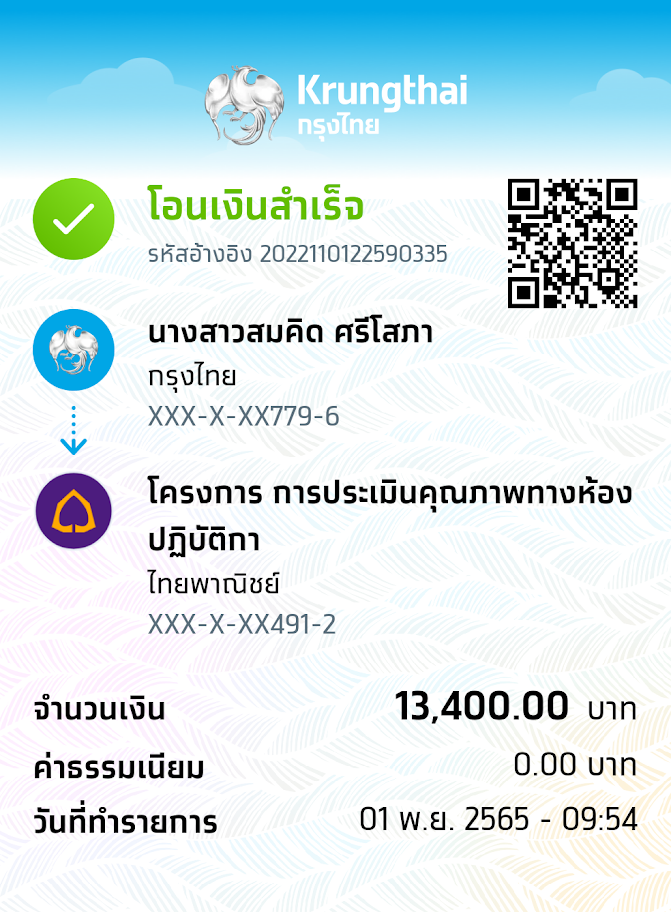 Krungthai
กรุงไทย
โอนเงินสำเร็จ
รหัสอ้างอิง 2022110122590335
นางสาวสมคิด ศรีโสภา
กรุงไทย
XXX-X-XX779-6
โครงการ การประเมินคุณภาพทางห้อง
ปฏิบัติกา
ไทยพาณิชย์
XXX-X-XX491-2
จำนวนเงิน 13,400.00 บาท
ค่าธรรมเนียม 0.00 บาท
วันที่ทำรายการ 01 พ.ย. 2565 - 09:54